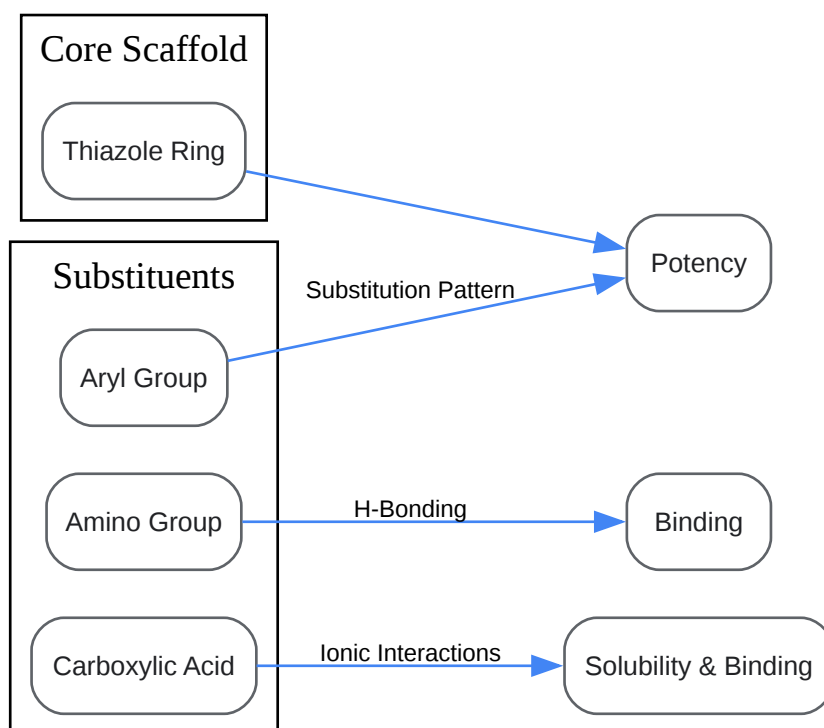 Core Scaffold
Thiazole Ring
Potency
Substituents
Substitution Pattern
Aryl Group
Amino Group
H-Bonding
Binding
Carboxylic Acid
Ionic Interactions
Solubility & Binding